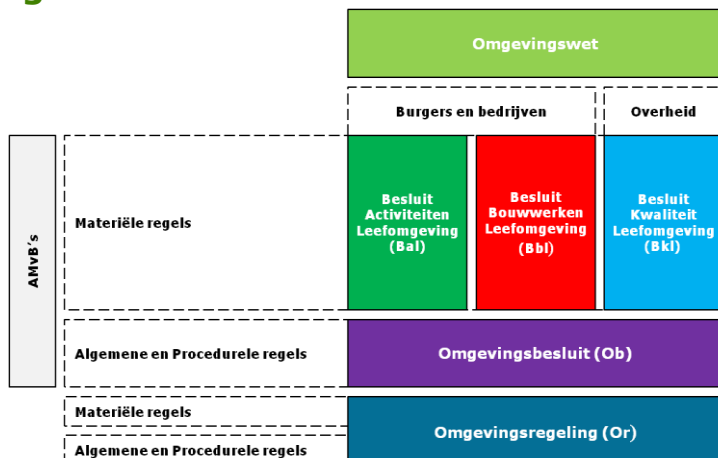 g
Omgevingswet
Burgers en bedrijven
Overheid
AMvB's
Materiële regels
Besluit
Activiteiten
Leefomgeving
(Bal)
Besluit
Bouwwerken
Leefomgeving
(Bbl)
Besluit
Kwaliteit
Leefomgeving
(Bkl)
Algemene en Procedurele regels
Omgevingsbesluit (Ob)
Materiële regels
Omgevingsregeling (Or)
Algemene en Procedurele regels